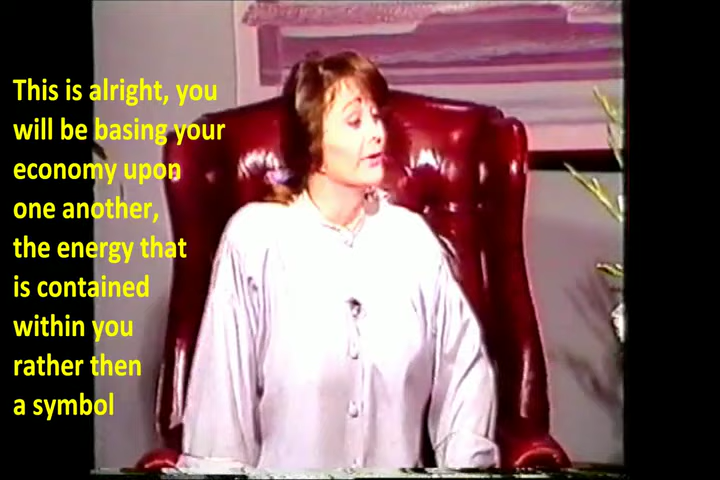 This is alright, you
will be basing your
economy upon
one another,
the energy that
is contained
within you
rather then
a symbol